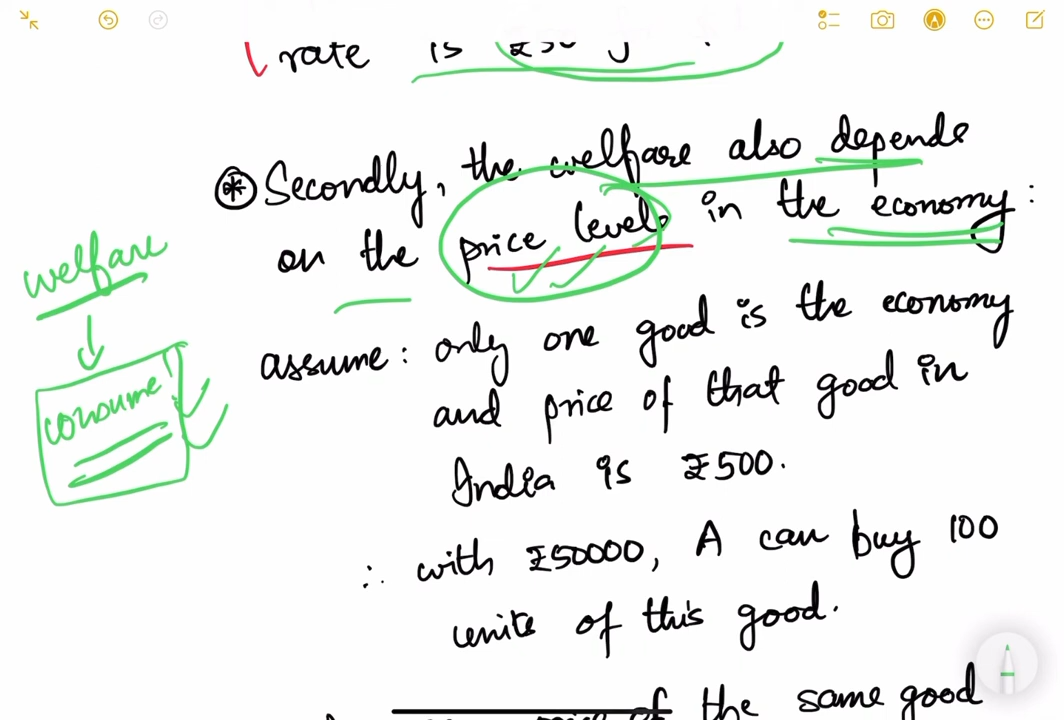 rate is ₹50
⊛ Secondly, the welfare also depends
on the price level in the economy:
welfare
consume!
assume: only one good is the economy
and price of that good in
India is ₹500.
∴ with ₹50000, A can buy 100
units of this good.
of the same good